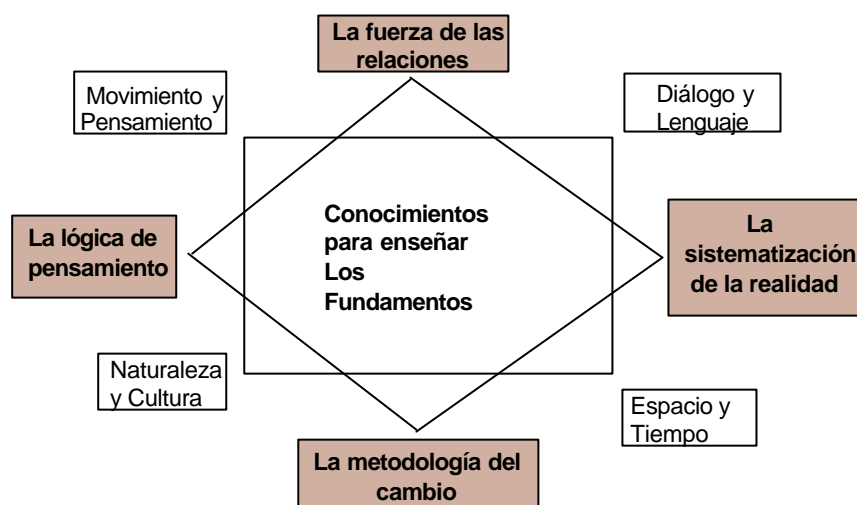 La fuerza de las
relaciones
Movimiento y
Pensamiento
Diálogo y
Lenguaje
Conocimientos
para enseñar
Los
Fundamentos
La lógica de
pensamiento
La
sistematización
de la realidad
Naturaleza
y Cultura
Espacio y
Tiempo
La metodología del
cambio